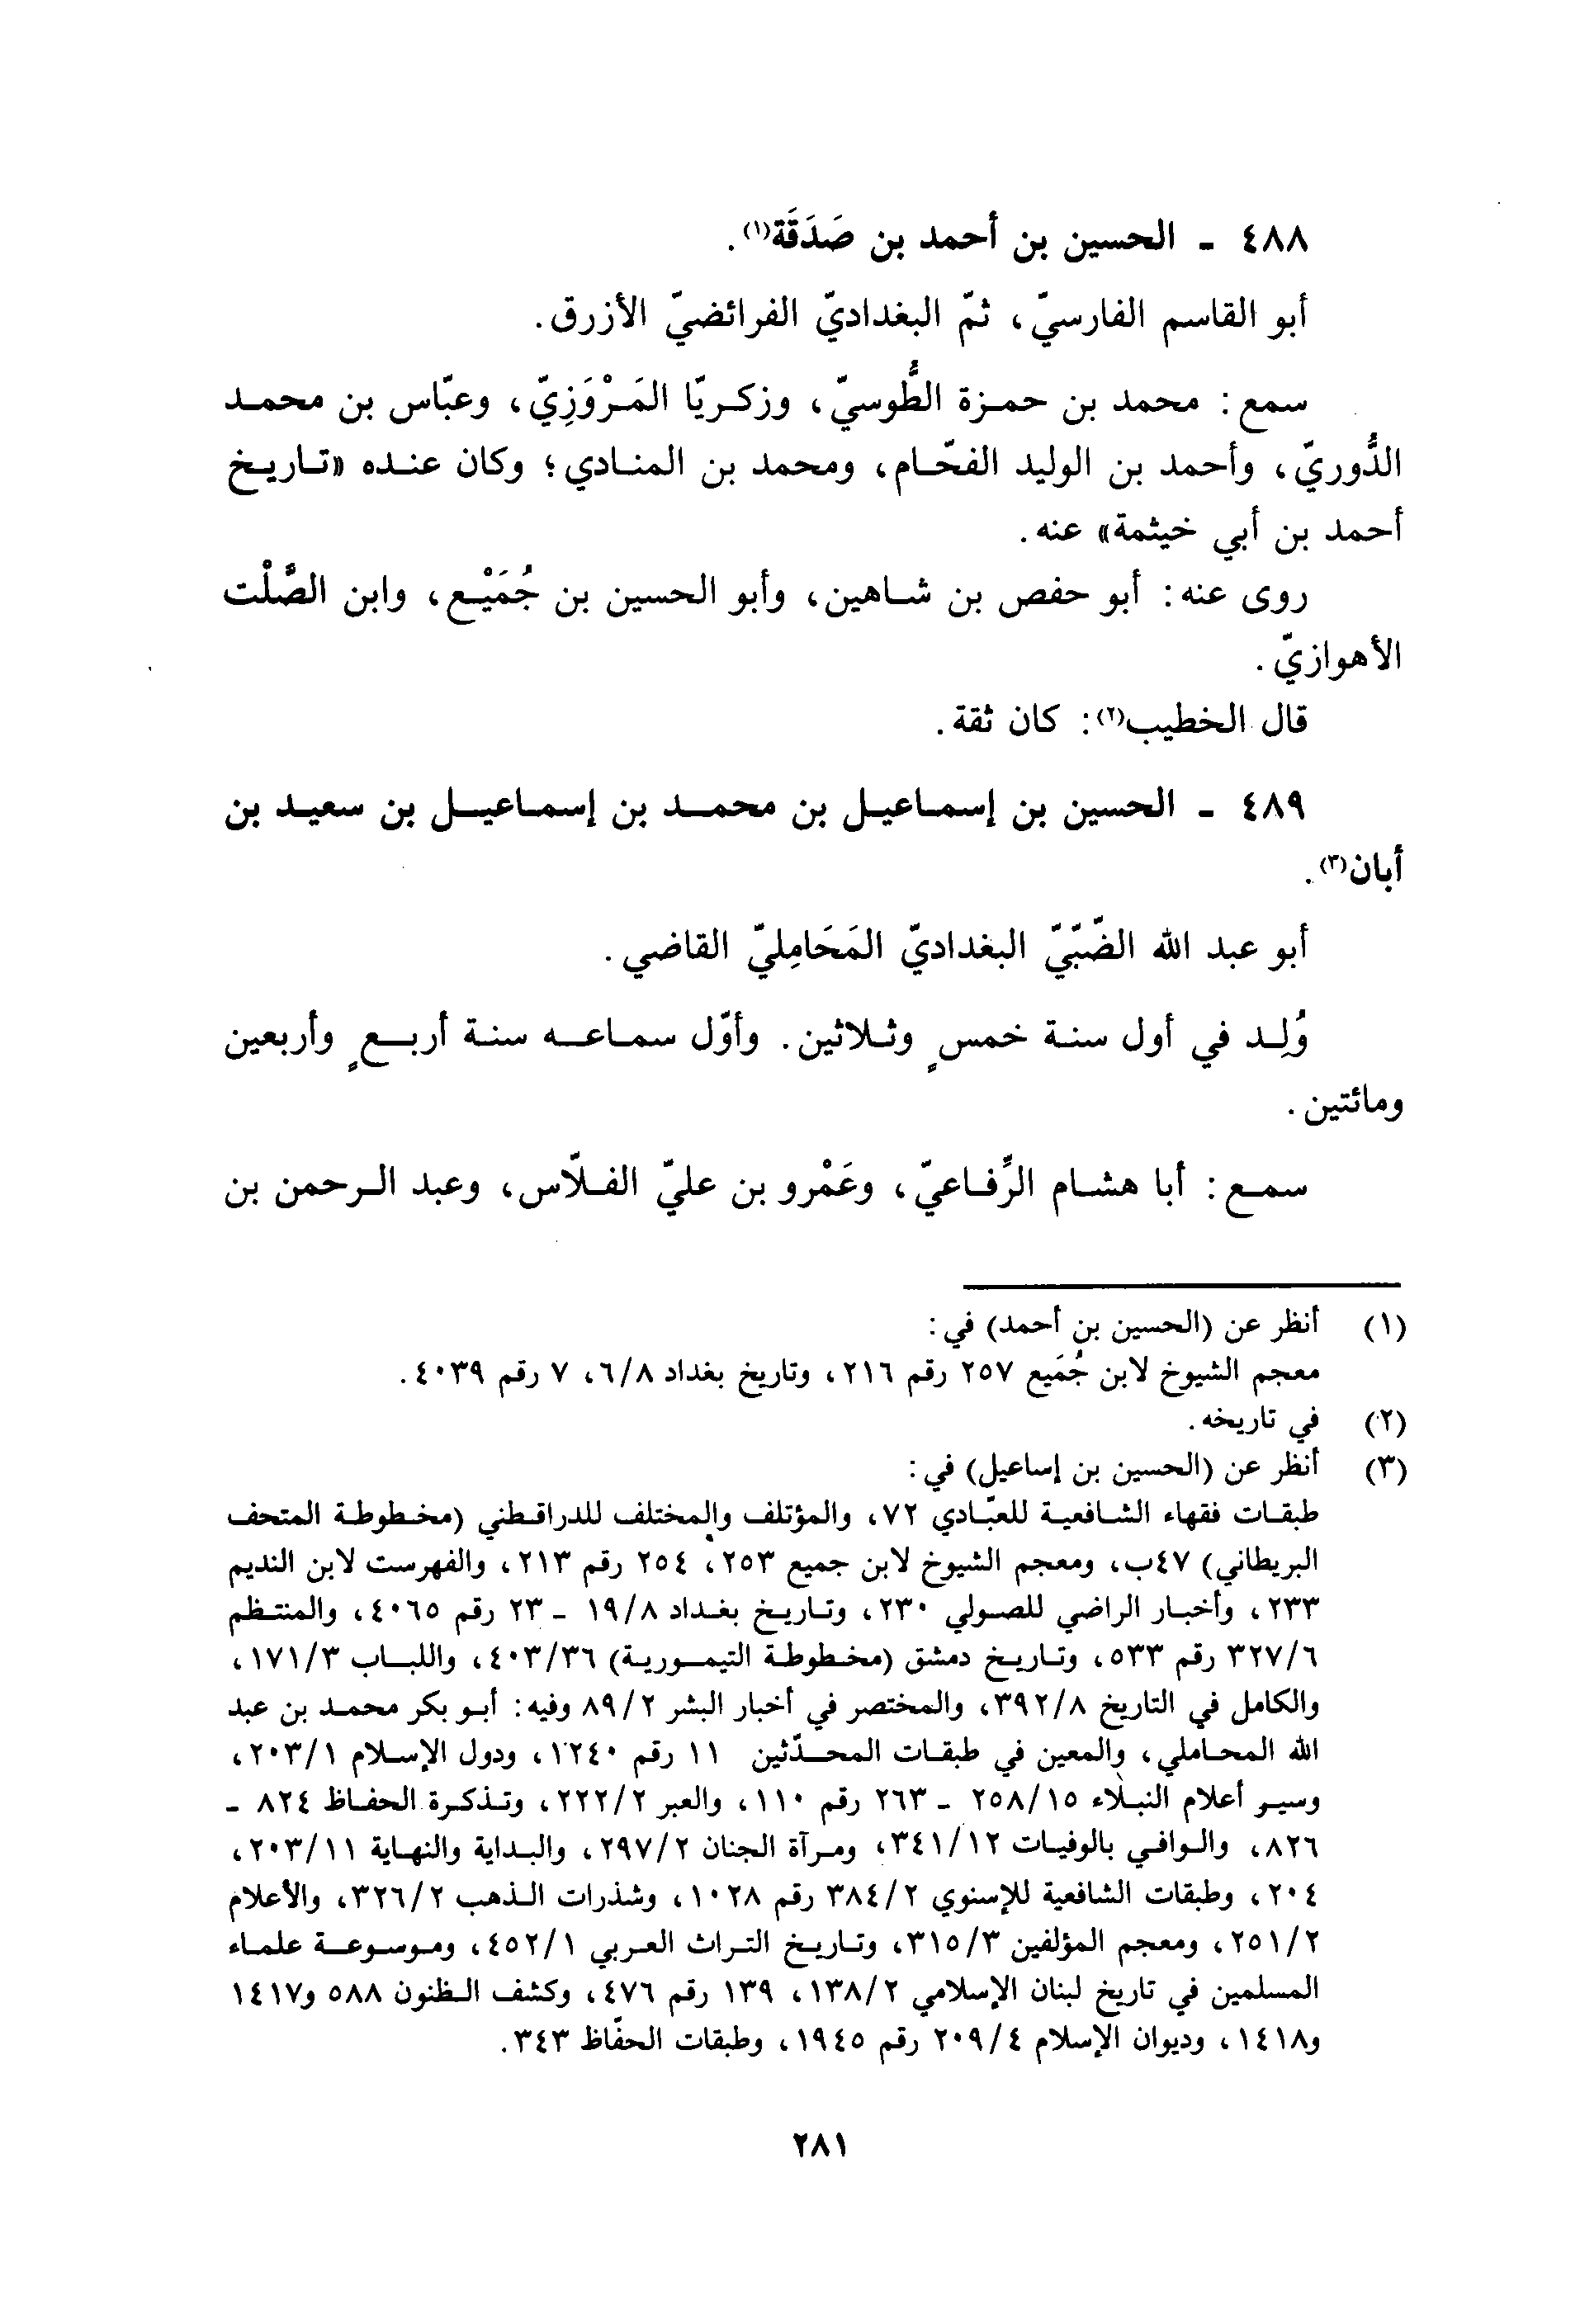 ٤٨٨ - الحسين بن أحمد بن صَدَقَة(١).
أبو القاسم الفارسيّ، ثمّ البغداديّ الفرائضيّ الأزرق.
سمع: محمد بن حمزة الطُّوسيّ، وزكريّا المَرْوَزِيّ، وعبّاس بن محمد
الدُّوريّ، وأحمد بن الوليد الفحّام، ومحمد بن المنادي؛ وكان عنده «تاريخ
أحمد بن أبي خيثمة» عنه.
روى عنه: أبو حفص بن شاهين، وأبو الحسين بن جُمَيْع، وابن الصَّلْت
الأهوازيّ.
قال الخطيب(٢): كان ثقة.
٤٨٩ - الحسين بن إسماعيل بن محمد بن إسماعيل بن سعيد بن
أبان(٣).
أبو عبد الله الضّبّيّ البغداديّ المَحَامِليّ القاضي.
وُلِد في أول سنة خمسٍ وثلاثين. وأوّل سماعه سنة أربعٍ وأربعين
ومائتين.
سمع: أبا هشام الرِّفاعيّ، وعَمْرو بن عليّ الفلّاس، وعبد الرحمن بن
(١) أنظر عن (الحسين بن أحمد) في:
معجم الشيوخ لابن جُمَيع ٢٥٧ رقم ٢١٦، وتاريخ بغداد ٦/٨، ٧ رقم ٤٠٣٩.
(٢) في تاريخه.
(٣) أنظر عن (الحسين بن إساعيل) في:
طبقات فقهاء الشافعية للعبّادي ٧٢، والمؤتلف والمختلف للدراقطني (مخطوطة المتحف
البريطاني) ٤٧ب، ومعجم الشيوخ لابن جميع ٢٥٣، ٢٥٤ رقم ٢١٣، والفهرست لابن النديم
٢٣٣، وأخبار الراضي للصولي ٢٣٠، وتاريخ بغداد ١٩/٨ - ٢٣ رقم ٤٠٦٥، والمنتظم
٣٢٧/٦ رقم ٥٣٣، وتاريخ دمشق (مخطوطة التيمورية) ٤٠٣/٣٦، واللباب ١٧١/٣،
والكامل في التاريخ ٣٩٢/٨، والمختصر في أخبار البشر ٨٩/٢ وفيه: أبو بكر محمد بن عبد
الله المحاملي، والمعين في طبقات المحدّثين ١١ رقم ١٢٤٠، ودول الإسلام ٢٠٣/١،
وسير أعلام النبلاء ٢٥٨/١٥ - ٢٦٣ رقم ١١٠، والعبر ٢٢٢/٢، وتذكرة الحفاظ ٨٢٤ -
٨٢٦، والوافي بالوفيات ٣٤١/١٢، ومرآة الجنان ٢٩٧/٢، والبداية والنهاية ٢٠٣/١١،
٢٠٤، وطبقات الشافعية للإسنوي ٣٨٤/٢ رقم ١٠٢٨، وشذرات الذهب ٣٢٦/٢، والأعلام
٢٥١/٢، ومعجم المؤلفين ٣١٥/٣، وتاريخ التراث العربي ٤٥٢/١، وموسوعة علماء
المسلمين في تاريخ لبنان الإسلامي ١٣٨/٢، ١٣٩ رقم ٤٧٦، وكشف الظنون ٥٨٨ و١٤١٧
و١٤١٨، وديوان الإسلام ٢٠٩/٤ رقم ١٩٤٥، وطبقات الحفّاظ ٣٤٣.
٢٨١